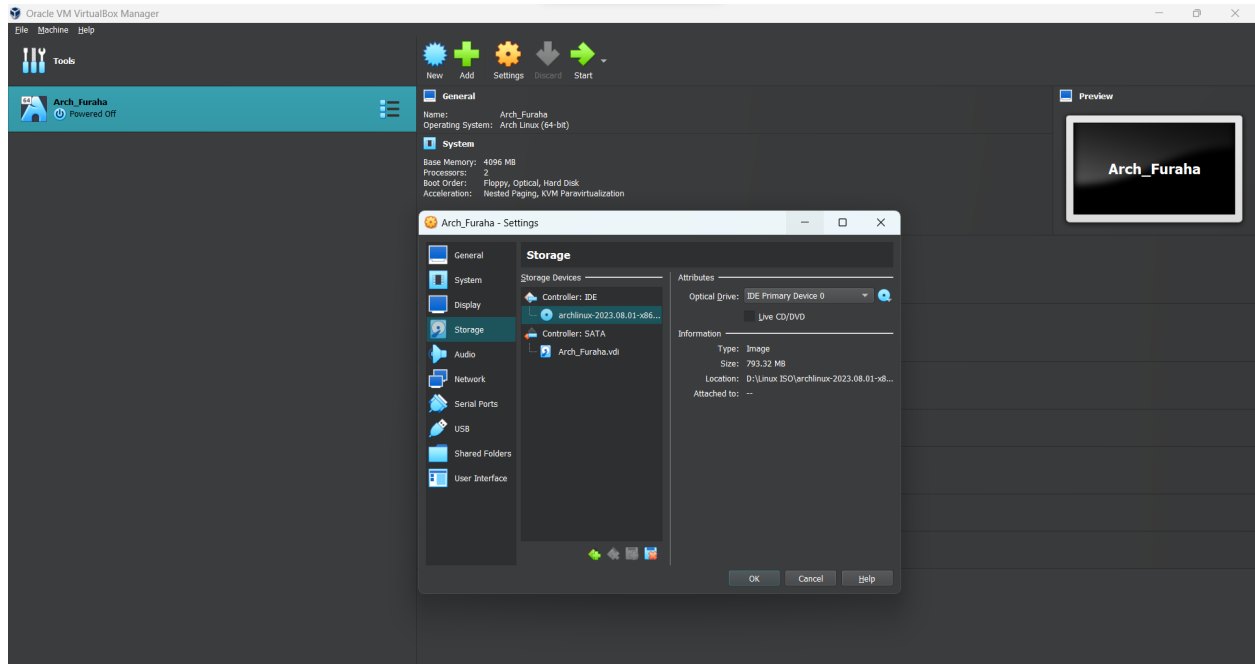 Oracle VM VirtualBox Manager
File Machine Help
Tools
New Add Settings Discard Start
64
Arch_Furaha
Powered Off
General
Name: Arch_Furaha
Operating System: Arch Linux (64-bit)
System
Base Memory: 4096 MB
Processors: 2
Boot Order: Floppy, Optical, Hard Disk
Acceleration: Nested Paging, KVM Paravirtualization
Preview
Arch_Furaha
Arch_Furaha - Settings
General
System
Display
Storage
Audio
Network
Serial Ports
USB
Shared Folders
User Interface
Storage
Storage Devices
Controller: IDE
archlinux-2023.08.01-x86...
Controller: SATA
Arch_Furaha.vdi
Attributes
Optical Drive: IDE Primary Device 0
Live CD/DVD
Information
Type: Image
Size: 793.32 MB
Location: D:\Linux ISO\archlinux-2023.08.01-x8...
Attached to: --
OK Cancel Help